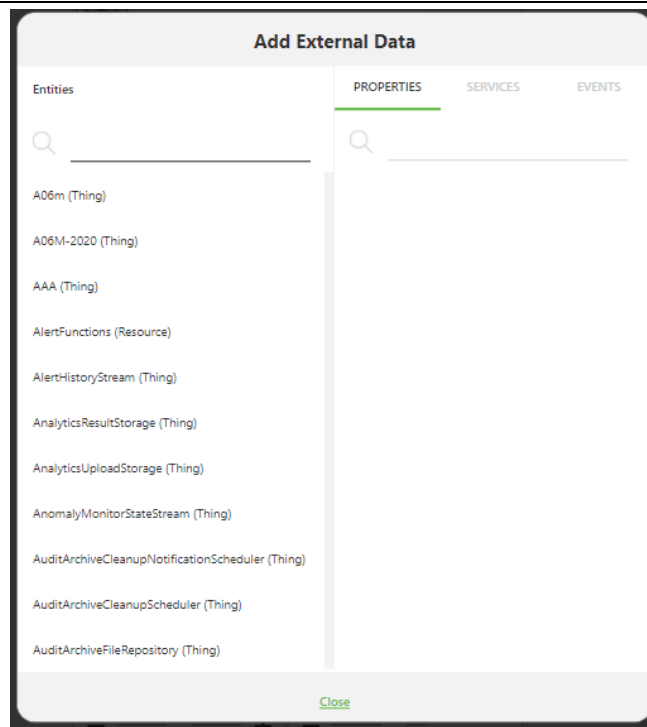 Add External Data
Entities
PROPERTIES SERVICES EVENTS
A06m (Thing)
A06M-2020 (Thing)
AAA (Thing)
AlertFunctions (Resource)
AlertHistoryStream (Thing)
AnalyticsResultStorage (Thing)
AnalyticsUploadStorage (Thing)
AnomalyMonitorStateStream (Thing)
AuditArchiveCleanupNotificationScheduler (Thing)
AuditArchiveCleanupScheduler (Thing)
AuditArchiveFileRepository (Thing)
Close